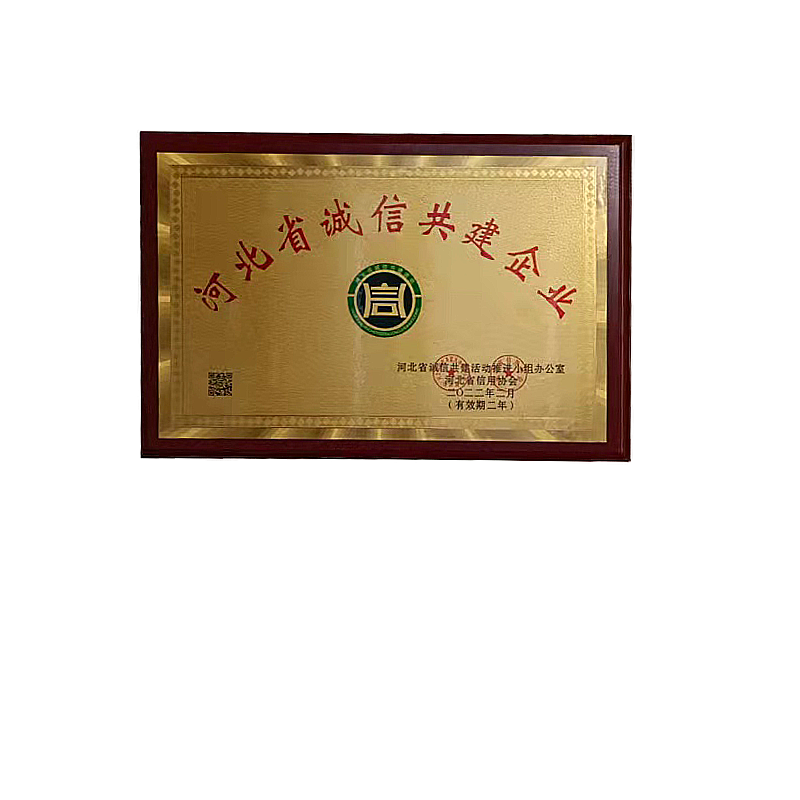 河北省诚信共建企业
信
河北省诚信共建活动推进小组办公室
河北省信用协会
二〇二二年二月
（有效期二年）